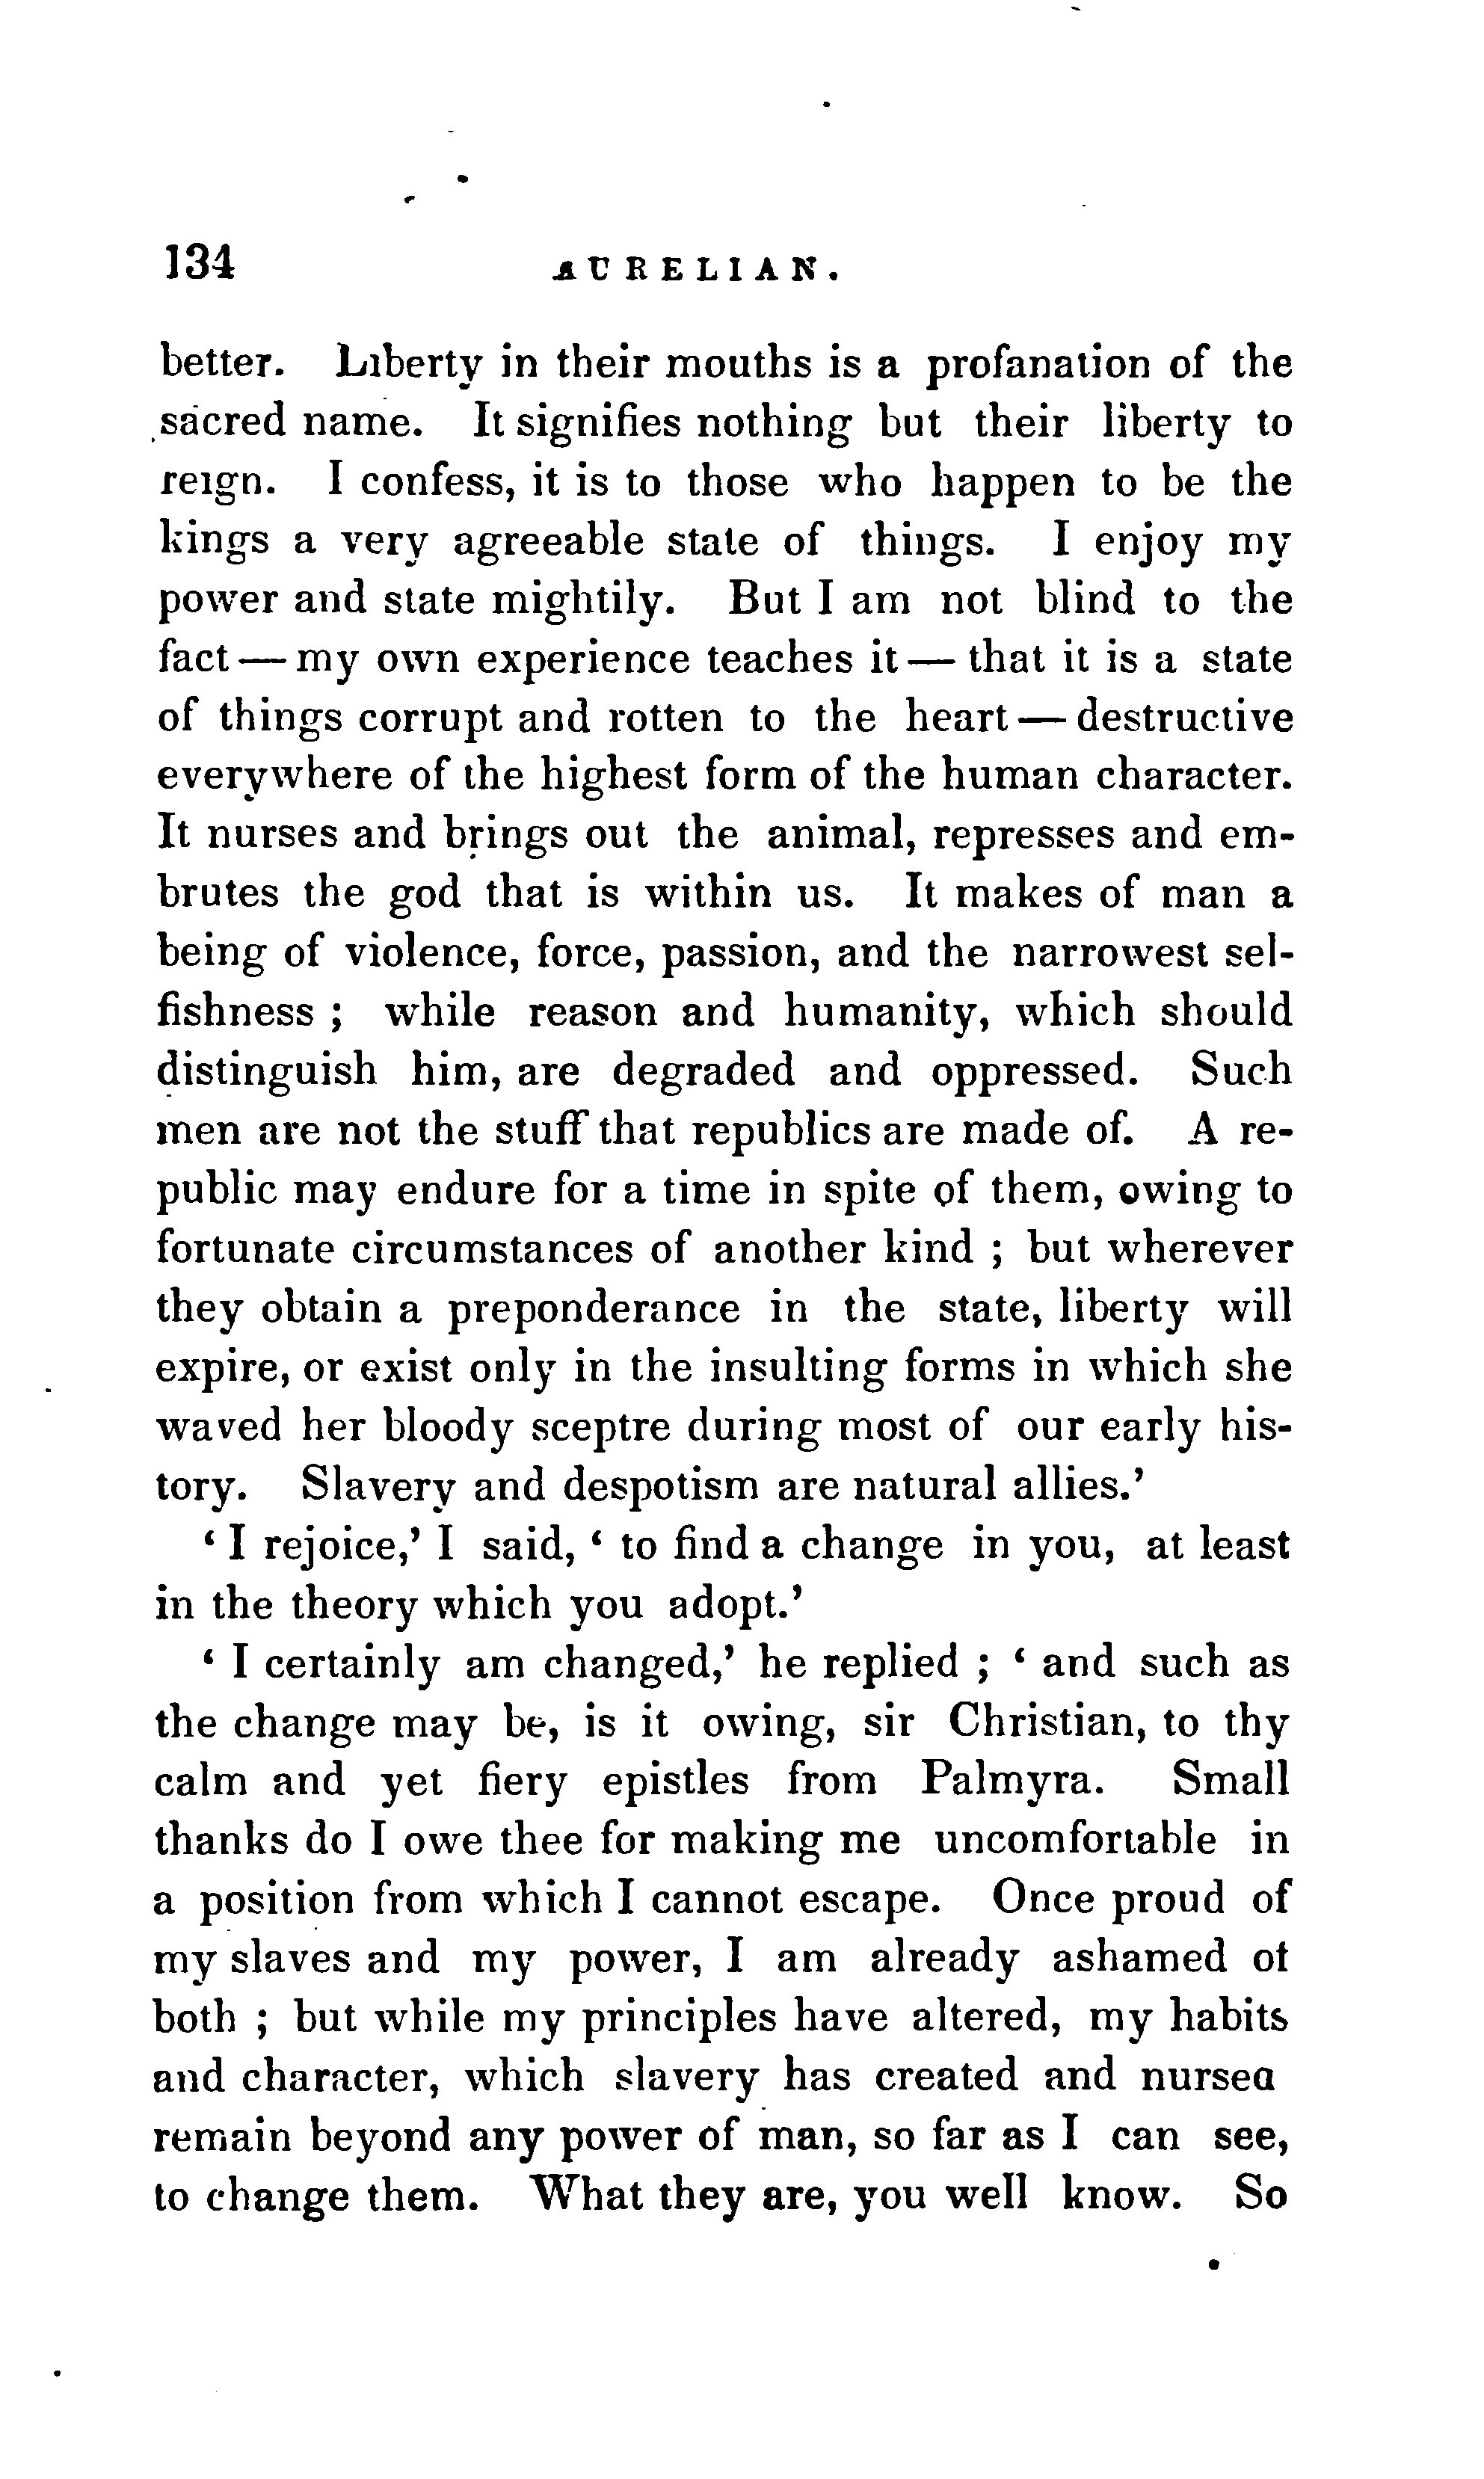 134 AURELIAN.
better. Liberty in their mouths is a profanation of the
sacred name. It signifies nothing but their liberty to
reign. I confess, it is to those who happen to be the
kings a very agreeable state of things. I enjoy my
power and state mightily. But I am not blind to the
fact — my own experience teaches it — that it is a state
of things corrupt and rotten to the heart — destructive
everywhere of the highest form of the human character.
It nurses and brings out the animal, represses and em-
brutes the god that is within us. It makes of man a
being of violence, force, passion, and the narrowest sel-
fishness ; while reason and humanity, which should
distinguish him, are degraded and oppressed. Such
men are not the stuff that republics are made of. A re-
public may endure for a time in spite of them, owing to
fortunate circumstances of another kind ; but wherever
they obtain a preponderance in the state, liberty will
expire, or exist only in the insulting forms in which she
waved her bloody sceptre during most of our early his-
tory. Slavery and despotism are natural allies.’
‘ I rejoice,’ I said, ‘ to find a change in you, at least
in the theory which you adopt.’
‘ I certainly am changed,’ he replied ; ‘ and such as
the change may be, is it owing, sir Christian, to thy
calm and yet fiery epistles from Palmyra. Small
thanks do I owe thee for making me uncomfortable in
a position from which I cannot escape. Once proud of
my slaves and my power, I am already ashamed of
both ; but while my principles have altered, my habits
and character, which slavery has created and nursed
remain beyond any power of man, so far as I can see,
to change them. What they are, you well know. So